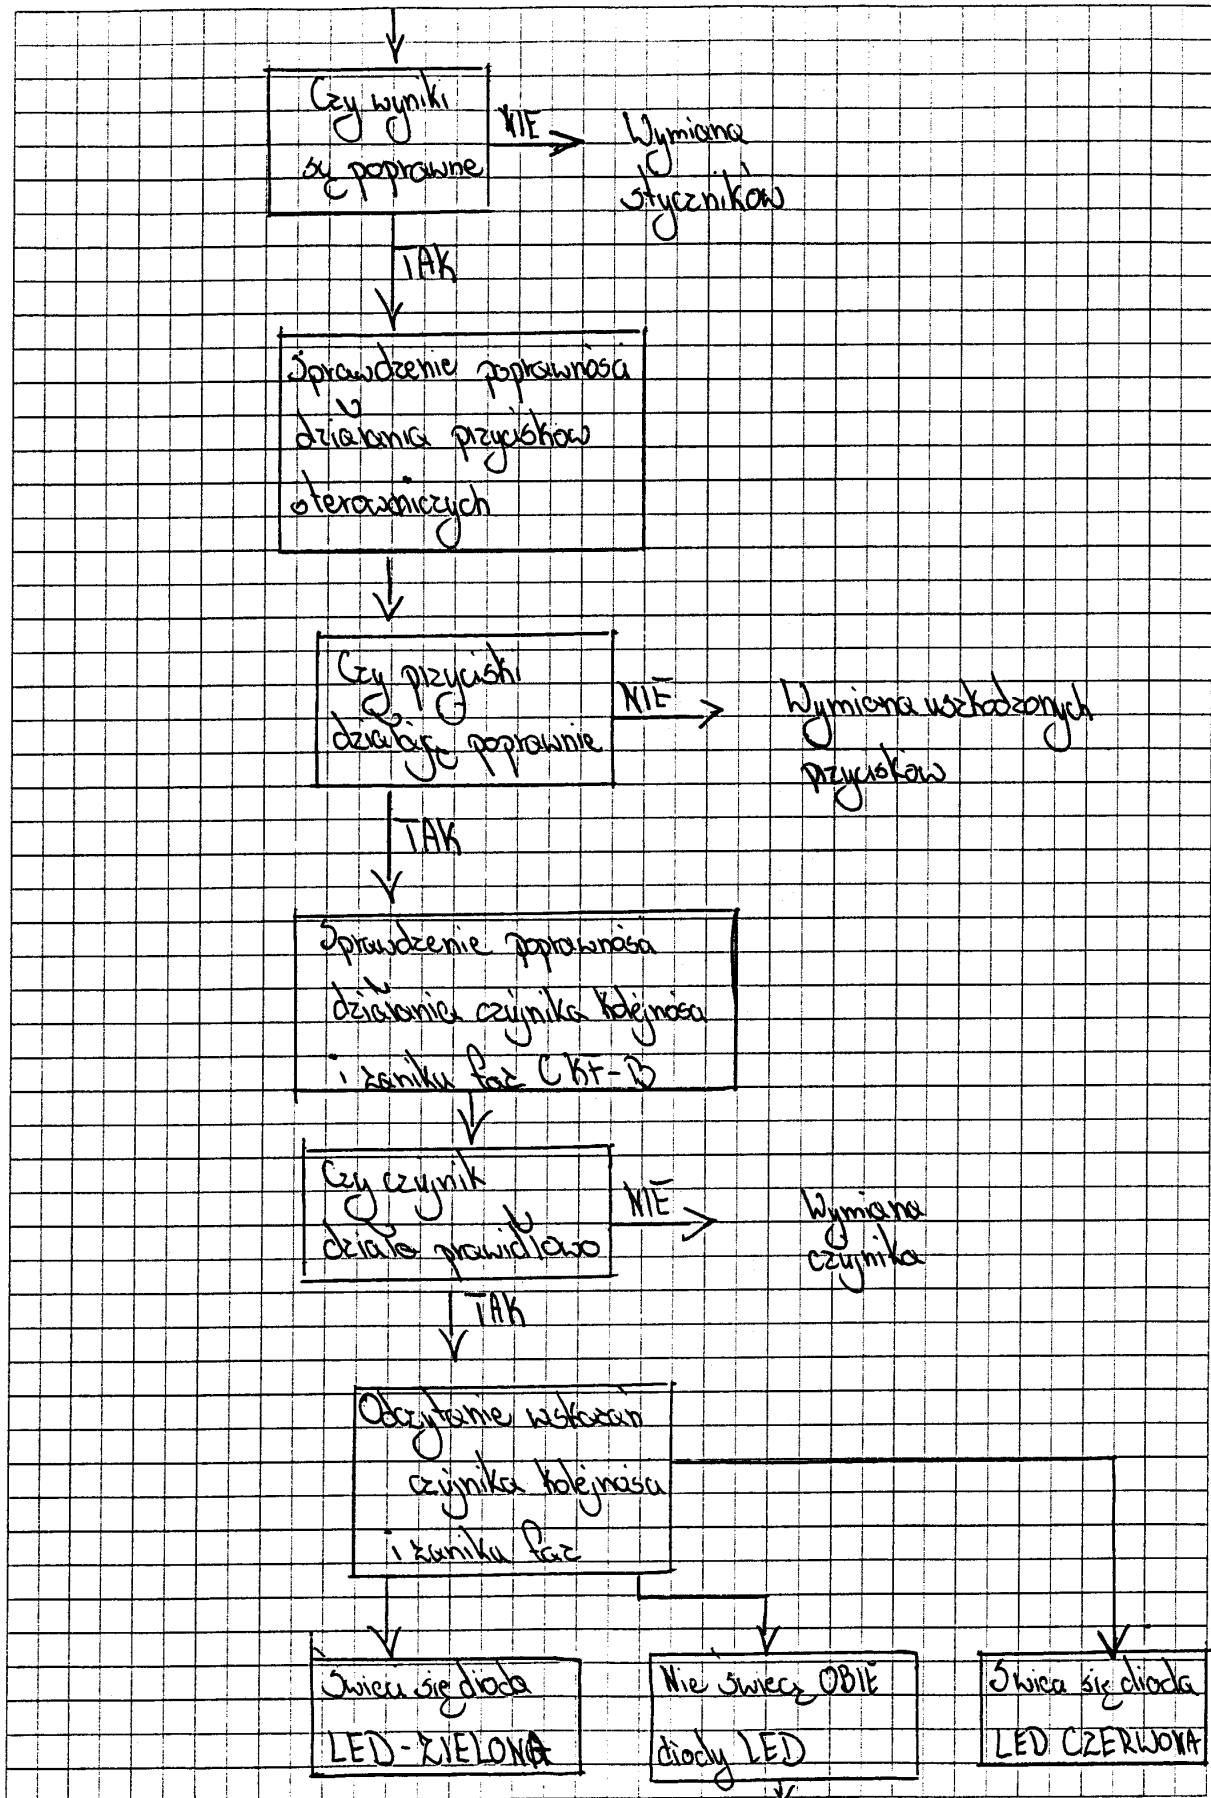 Czy wyniki
są poprawne
NIE
Wymiana
styczników
TAK
Sprawdzenie poprawności
działania przycisków
sterowniczych
Czy przyciski
działają poprawnie
NIE
Wymiana uszkodzonych
przycisków
TAK
Sprawdzenie poprawności
działania czujnika kolejności
i zaniku faz CKF-B
Czy czujnik
działa prawidłowo
NIE
Wymiana
czujnika
TAK
Odczytanie wskazań
czujnika kolejności
i zaniku faz
Świeci się dioda
LED-ZIELONA
Nie świecą OBIE
diody LED
Świeci się dioda
LED CZERWONA